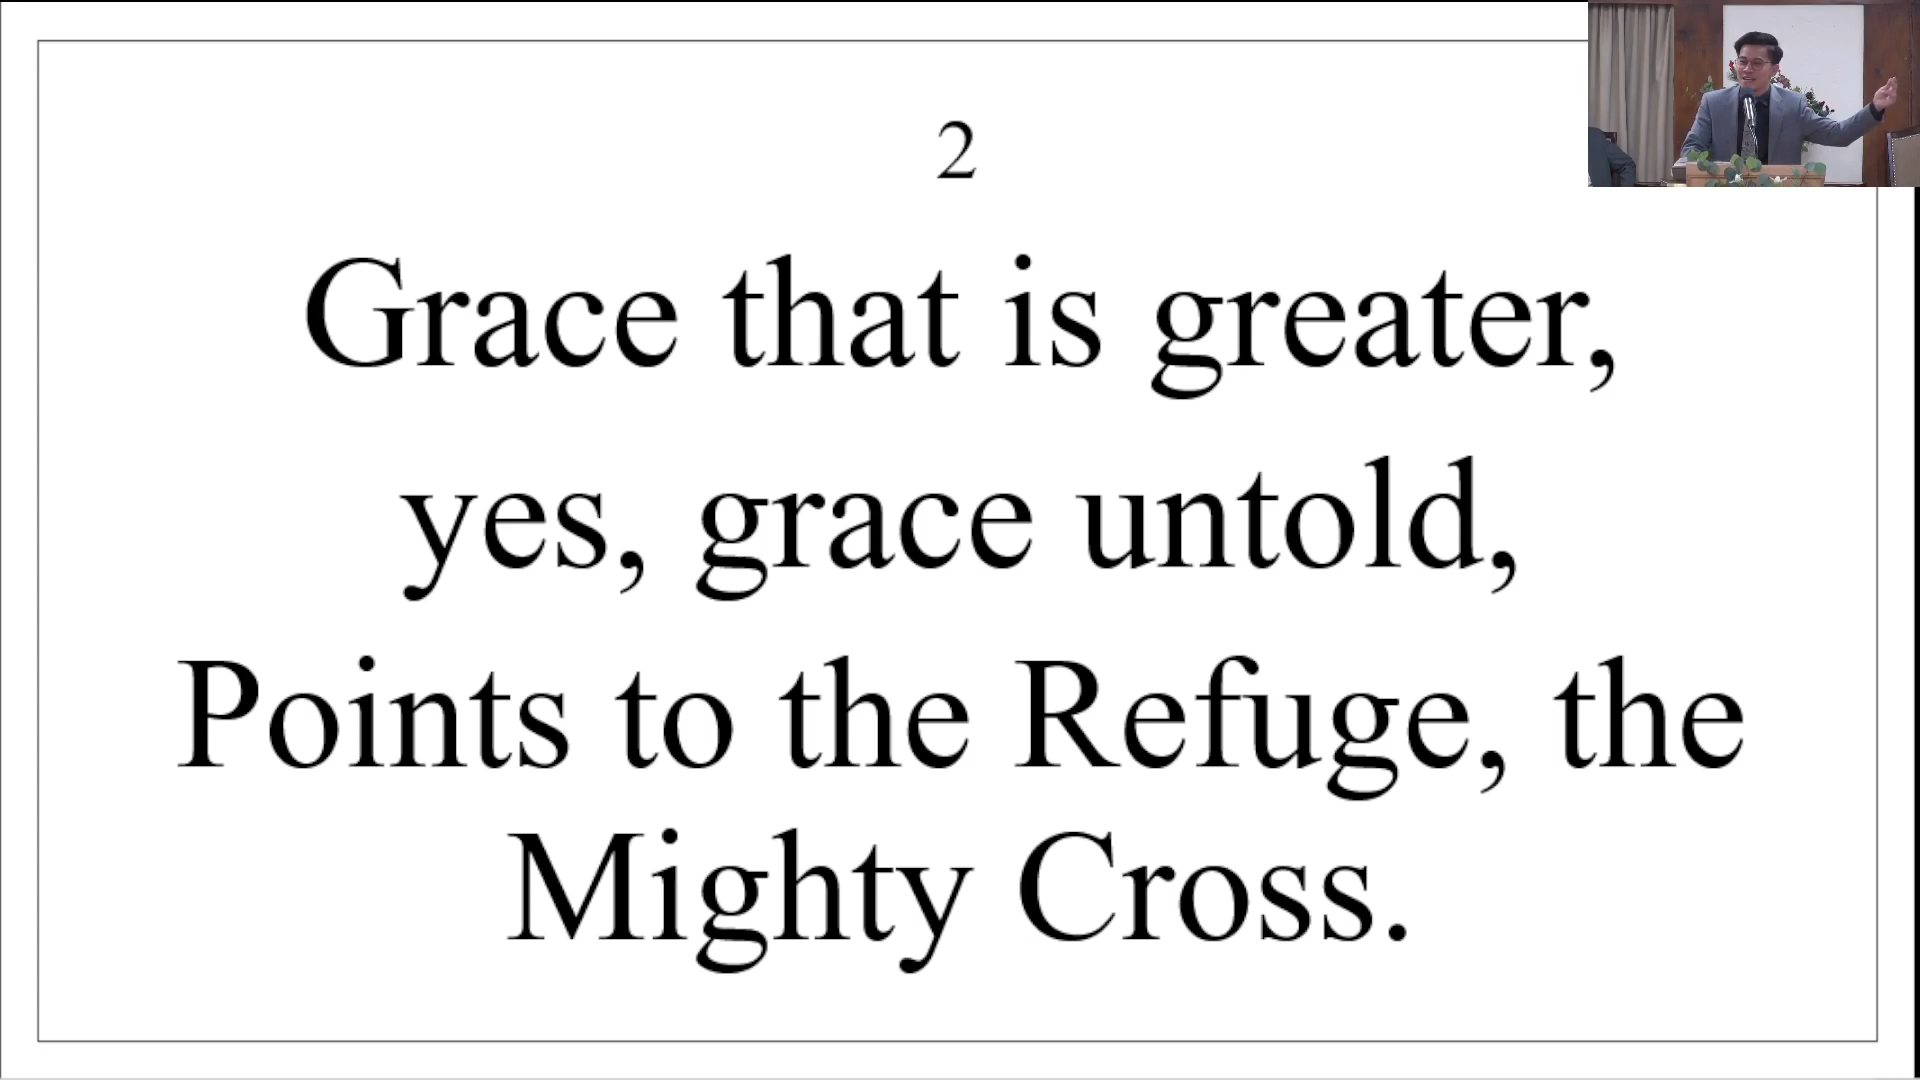 2
Grace that is greater,
yes, grace untold,
Points to the Refuge, the
Mighty Cross.